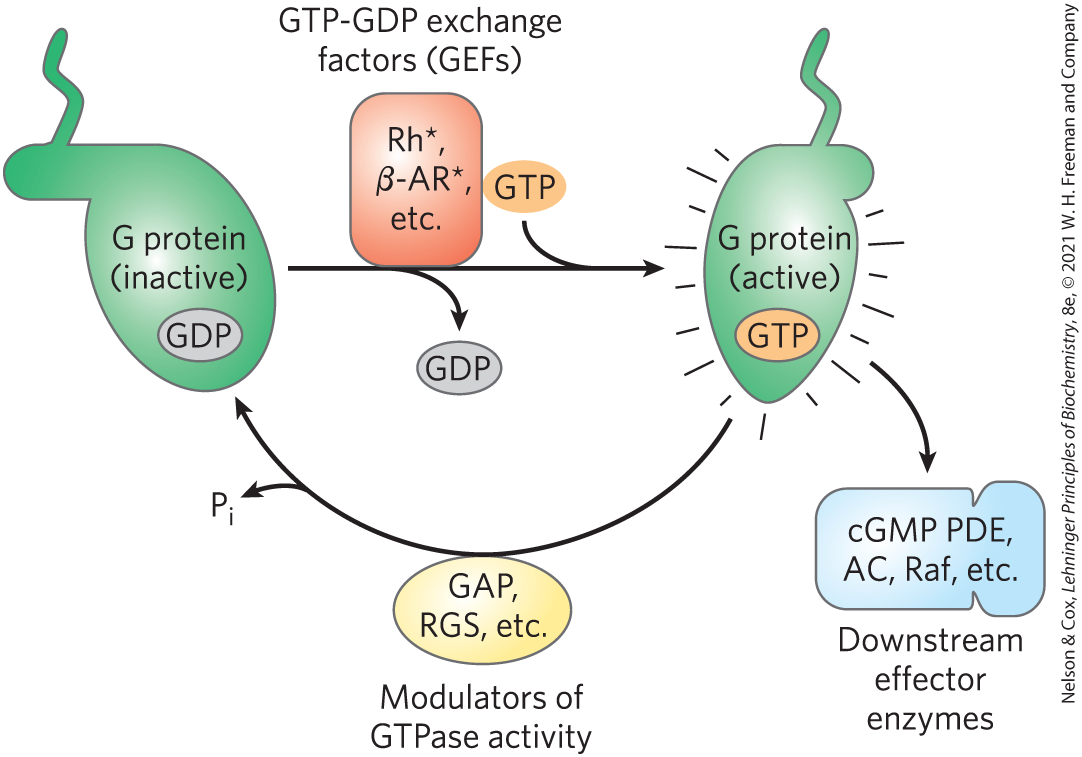 GTP-GDP exchange
factors (GEFs)
Rh*,
β-AR*,
etc.
GTP
G protein
(inactive)
GDP
GDP
G protein
(active)
GTP
Pi
GAP,
RGS, etc.
Modulators of
GTPase activity
cGMP PDE,
AC, Raf, etc.
Downstream
effector
enzymes
Nelson & Cox, Lehninger Principles of Biochemistry, 8e, © 2021 W. H. Freeman and Company